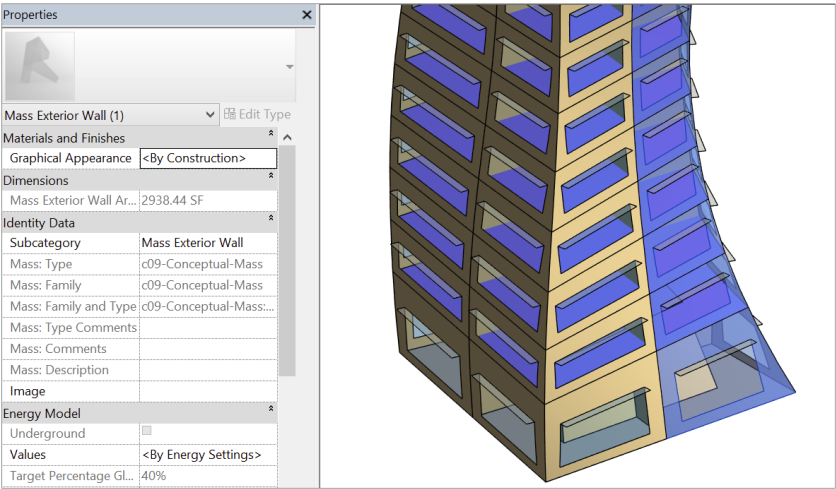 Properties
Mass Exterior Wall (1)
Edit Type
Materials and Finishes
Graphical Appearance <By Construction>
Dimensions
Mass Exterior Wall Ar... 2938.44 SF
Identity Data
Subcategory Mass Exterior Wall
Mass: Type c09-Conceptual-Mass
Mass: Family c09-Conceptual-Mass
Mass: Family and Type c09-Conceptual-Mass:...
Mass: Type Comments
Mass: Comments
Mass: Description
Image
Energy Model
Underground
Values <By Energy Settings>
Target Percentage Gl... 40%